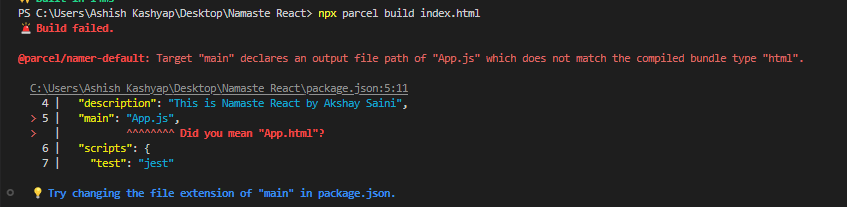 ✨ Built in 14ms
PS C:\Users\Ashish Kashyap\Desktop\Namaste React> npx parcel build index.html
🚨 Build failed.
@parcel/namer-default: Target "main" declares an output file path of "App.js" which does not match the compiled bundle type "html".
C:\Users\Ashish Kashyap\Desktop\Namaste React\package.json:5:11
4 | "description": "This is Namaste React by Akshay Saini",
> 5 | "main": "App.js",
> | ^^^^^^^^ Did you mean "App.html"?
6 | "scripts": {
7 | "test": "jest"
💡 Try changing the file extension of "main" in package.json.